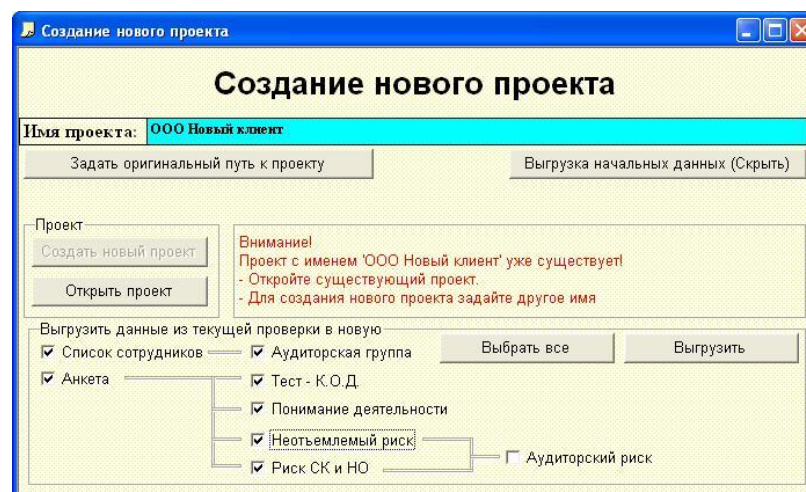 Создание нового проекта
Создание нового проекта
Имя проекта: ООО Новый клиент
Задать оригинальный путь к проекту Выгрузка начальных данных (Скрыть)
Проект
Создать новый проект
Открыть проект
Внимание!
Проект с именем 'ООО Новый клиент' уже существует!
- Откройте существующий проект.
- Для создания нового проекта задайте другое имя
Выгрузить данные из текущей проверки в новую
Список сотрудников Аудиторская группа Выбрать все Выгрузить
Анкета Тест - К.О.Д.
Понимание деятельности
Неотъемлемый риск
Аудиторский риск
Риск СК и НО